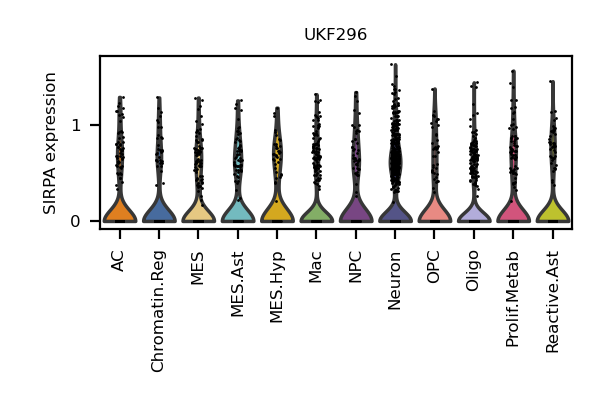 UKF296
SIRPA expression
1
0
AC
Chromatin.Reg
MES
MES.Ast
MES.Hyp
Mac
NPC
Neuron
OPC
Oligo
Prolif.Metab
Reactive.Ast